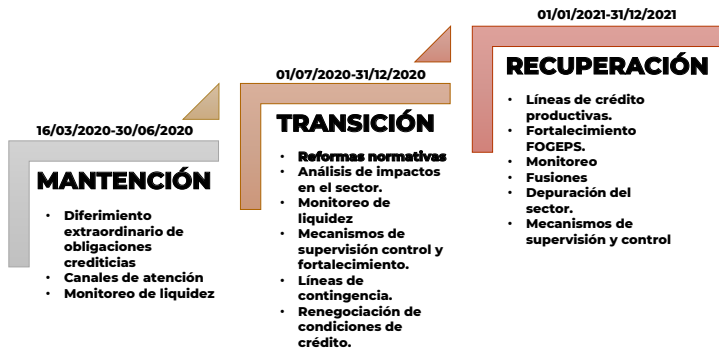 16/03/2020-30/06/2020
MANTENCIÓN
• Diferimiento
extraordinario de
obligaciones
crediticias
• Canales de atención
• Monitoreo de liquidez
01/07/2020-31/12/2020
TRANSICIÓN
• Reformas normativas
• Análisis de impactos
en el sector.
• Monitoreo de
liquidez
• Mecanismos de
supervisión control y
fortalecimiento.
• Líneas de
contingencia.
• Renegociación de
condiciones de
crédito.
01/01/2021-31/12/2021
RECUPERACIÓN
• Líneas de crédito
productivas.
• Fortalecimiento
FOGEPS.
• Monitoreo
• Fusiones
• Depuración del
sector.
• Mecanismos de
supervisión y control